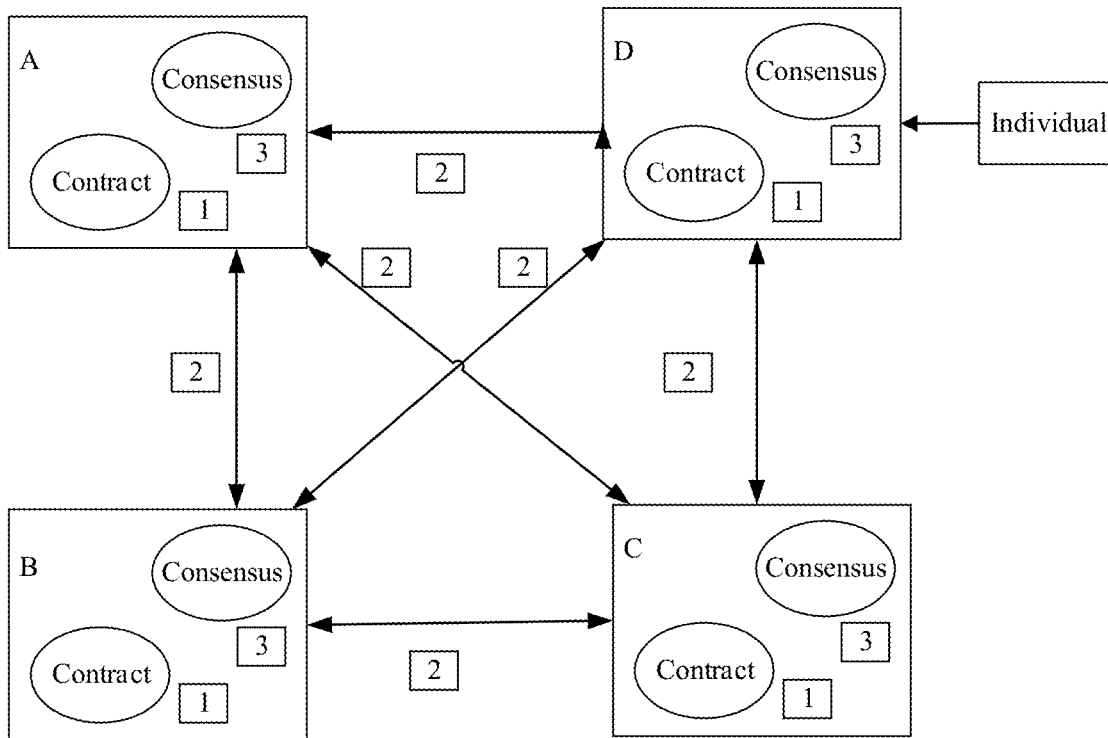 A
Consensus
3
Contract
1
D
Consensus
3
Contract
1
Individual
2
2
2
2
2
B
Consensus
3
Contract
1
C
Consensus
3
Contract
1
2